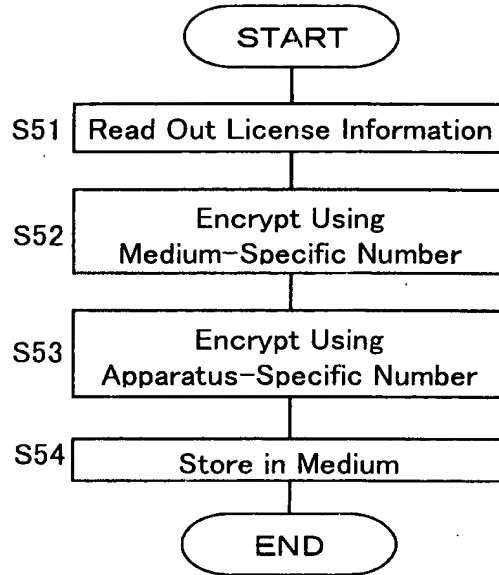 START
S51 Read Out License Information
S52 Encrypt Using
Medium-Specific Number
S53 Encrypt Using
Apparatus-Specific Number
S54 Store in Medium
END